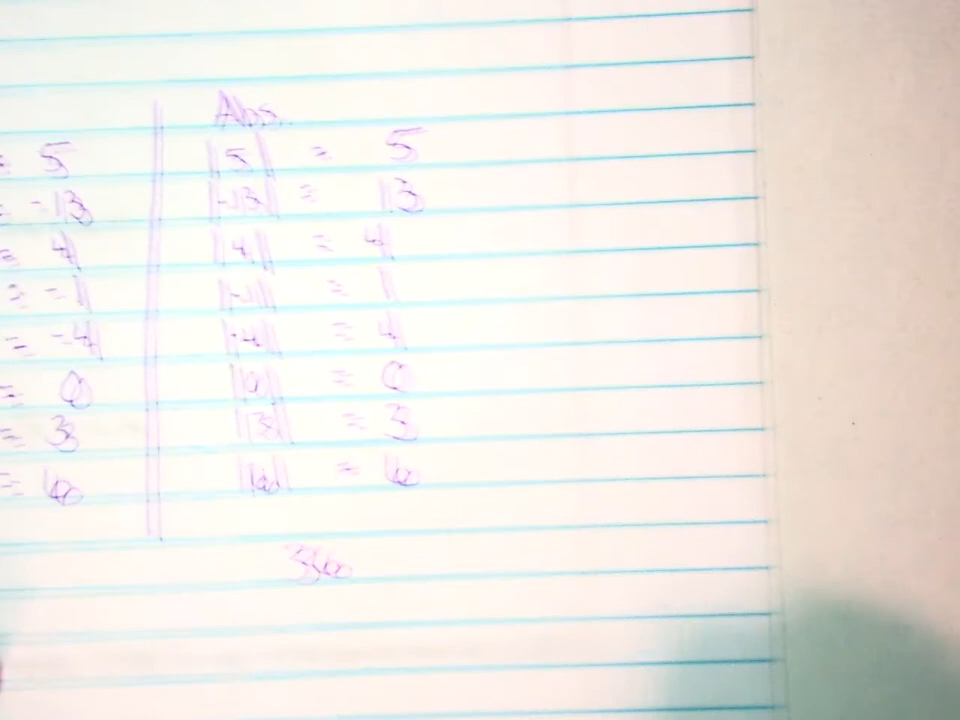 Abs.
= 5 |5| = 5
= -13 |-13| = 13
= 4 |4| = 4
= -1 |-1| = 1
= -4 |-4| = 4
= 0 |0| = 0
= 3 |3| = 3
= 6 |6| = 6
36